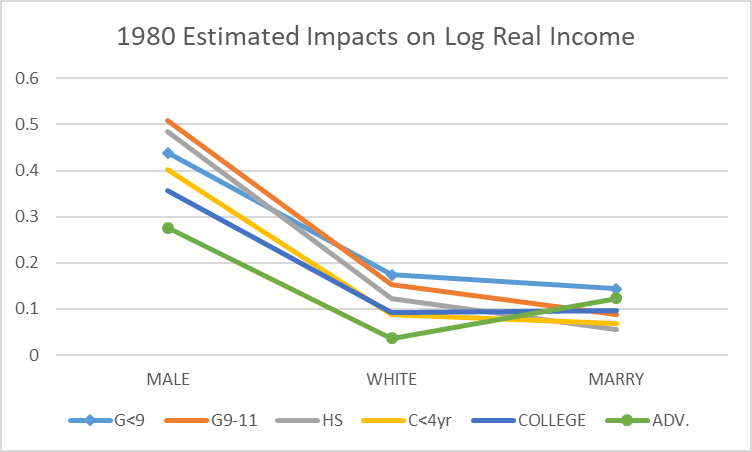 1980 Estimated Impacts on Log Real Income
0.6
0.5
0.4
0.3
0.2
0.1
0
MALE WHITE MARRY
G<9 G9-11 HS C<4yr COLLEGE ADV.